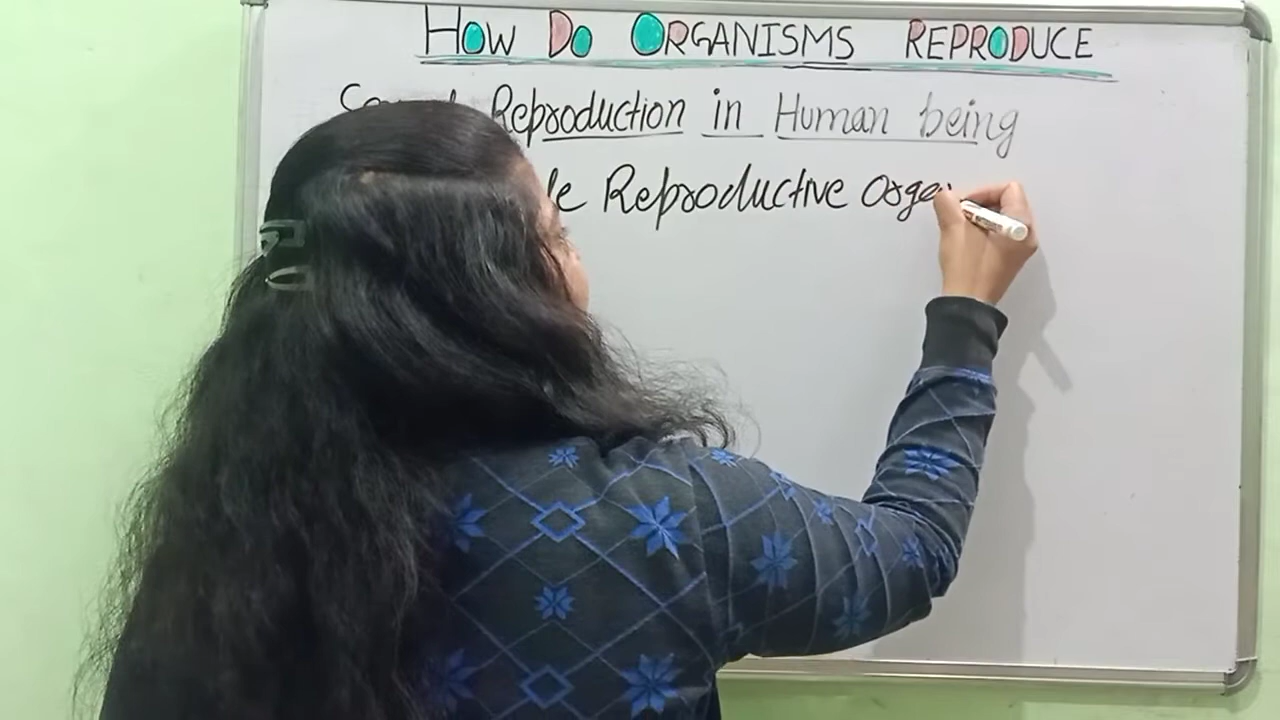 HOW DO ORGANISMS REPRODUCE
Reproduction in Human being
Reproductive